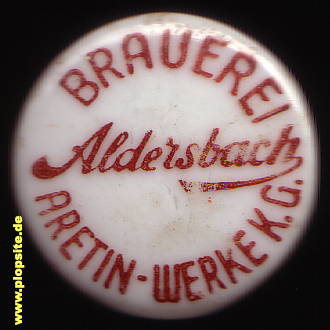 BRAUEREI
Aldersbach
ARETIN-WERKE K.G.
www.plopsite.de